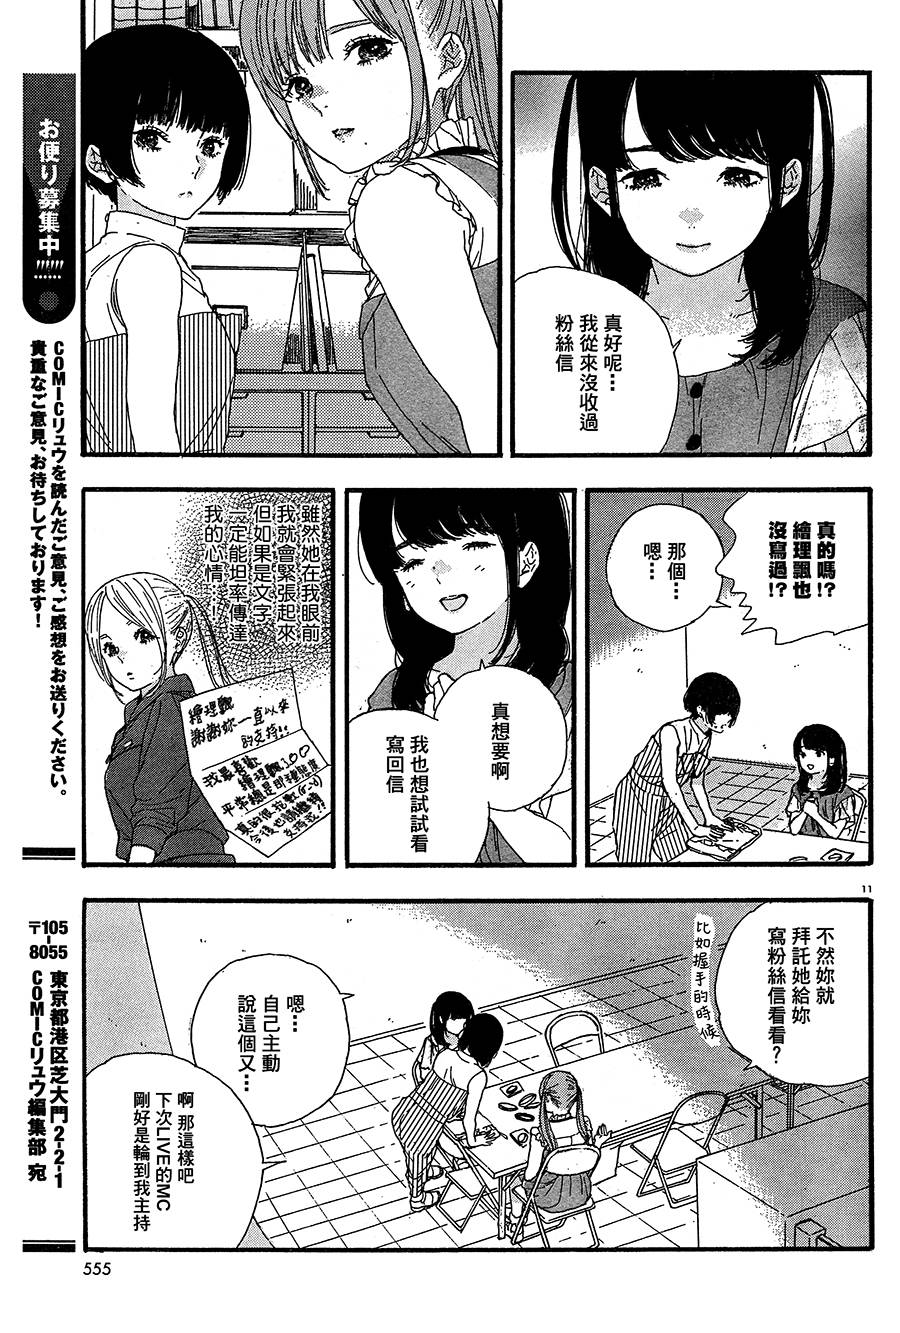 真好呢…
我從來沒收過
粉絲信
真的嗎!?
繪理飄也
沒寫過!?
那個…
嗯…
真想要啊
我也想試試看
寫回信
雖然她在我眼前
我就會緊張起來
但如果是文字
一定能坦率傳達
我的心情!
繪理飄
謝謝妳一直以來
的支持!!
我最喜歡
11
不然妳就
拜託她給妳
寫粉絲信看看?
比如握手的時候
嗯…
自己主動
說這個又…
啊 那這樣吧
下次LIVE的MC
剛好是輪到我主持
お便り募集中!!!!!!……
COMICリュウを読んだご意見、ご感想をお送りください。
貴重なご意見、お待ちしております!
〒105-8055 東京都港区芝大門2-2-1
COMICリュウ編集部 宛
555